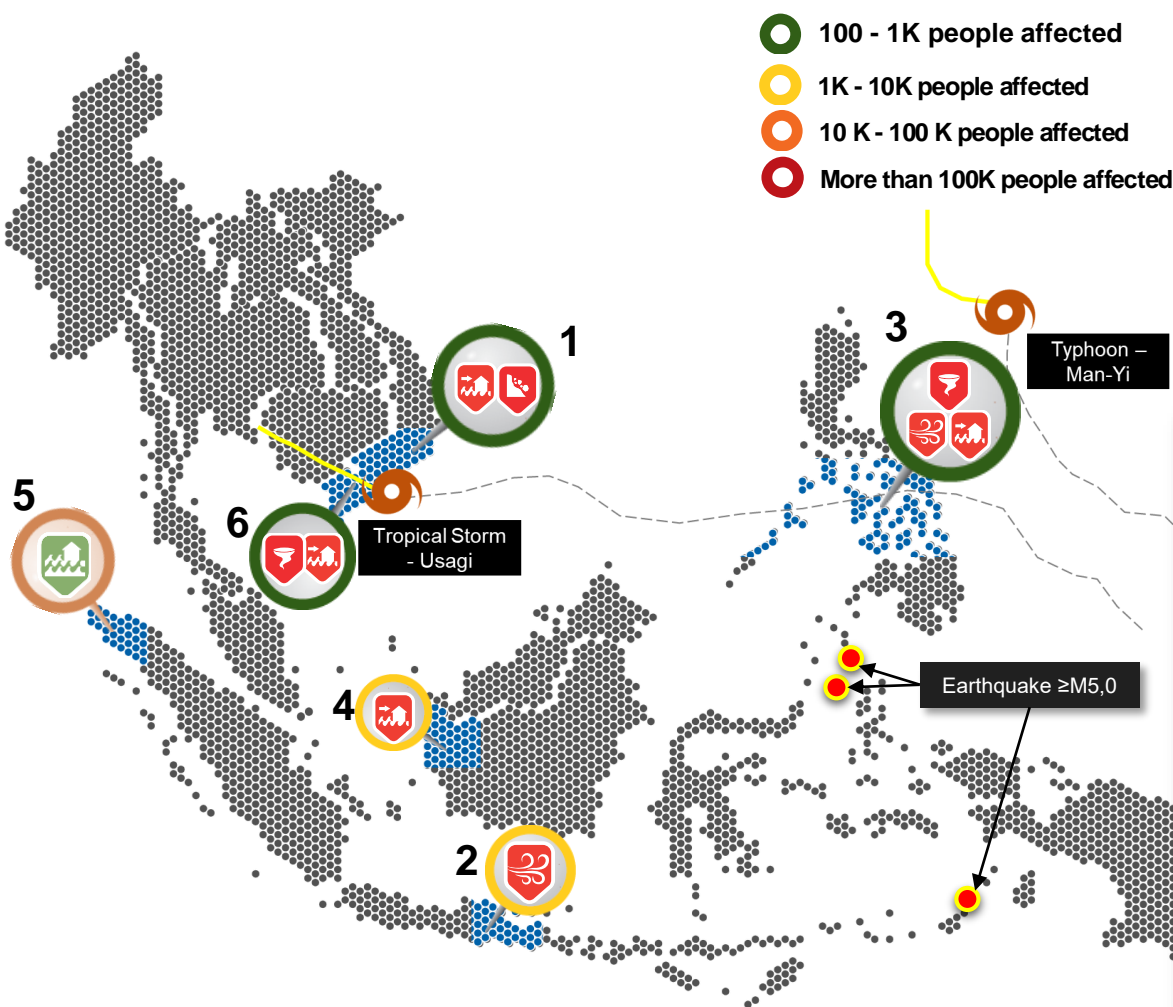 100 - 1K people affected
1K - 10K people affected
10 K - 100 K people affected
More than 100K people affected
1
3
Typhoon –
Man-Yi
5
6
Tropical Storm
- Usagi
Earthquake ≥M5,0
4
2